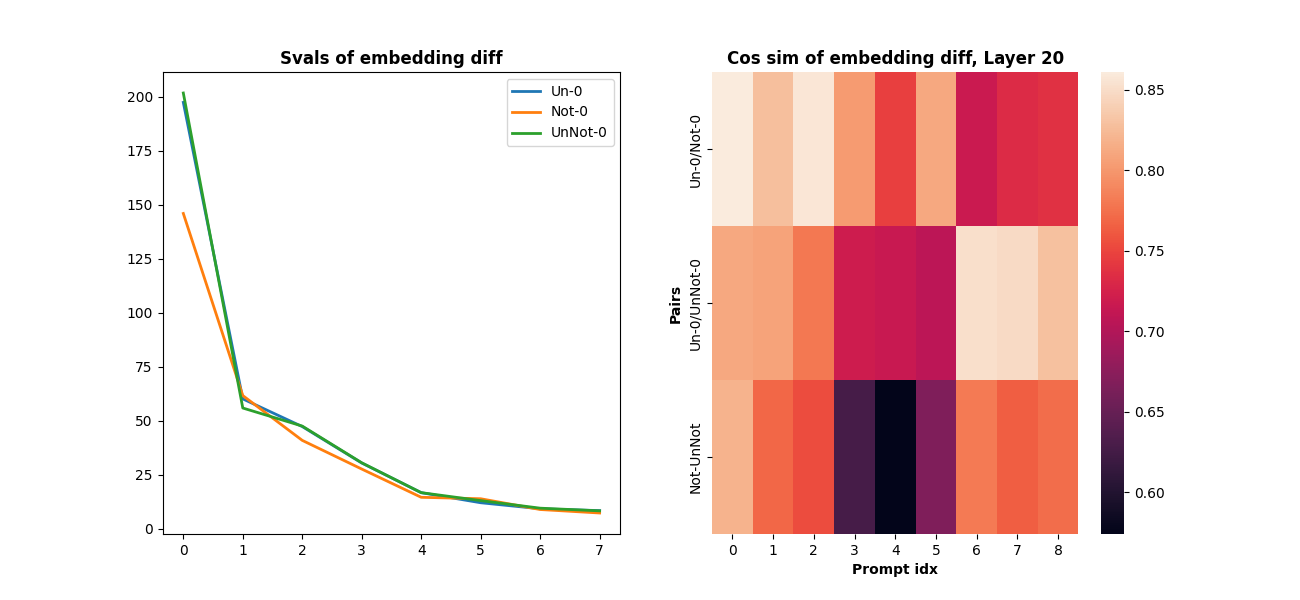 Svals of embedding diff
200
175
150
125
100
75
50
25
0
0 1 2 3 4 5 6 7
Un-0
Not-0
UnNot-0
Cos sim of embedding diff, Layer 20
Pairs
Un-0/Not-0
Un-0/UnNot-0
Not-UnNot
0 1 2 3 4 5 6 7 8
Prompt idx
0.85
0.80
0.75
0.70
0.65
0.60